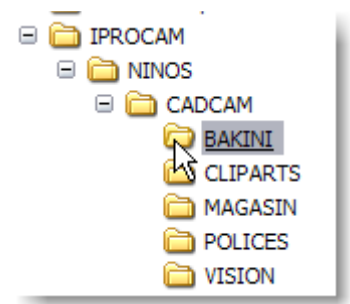 IPROCAM
NINOS
CADCAM
BAKINI
CLIPARTS
MAGASIN
POLICES
VISION